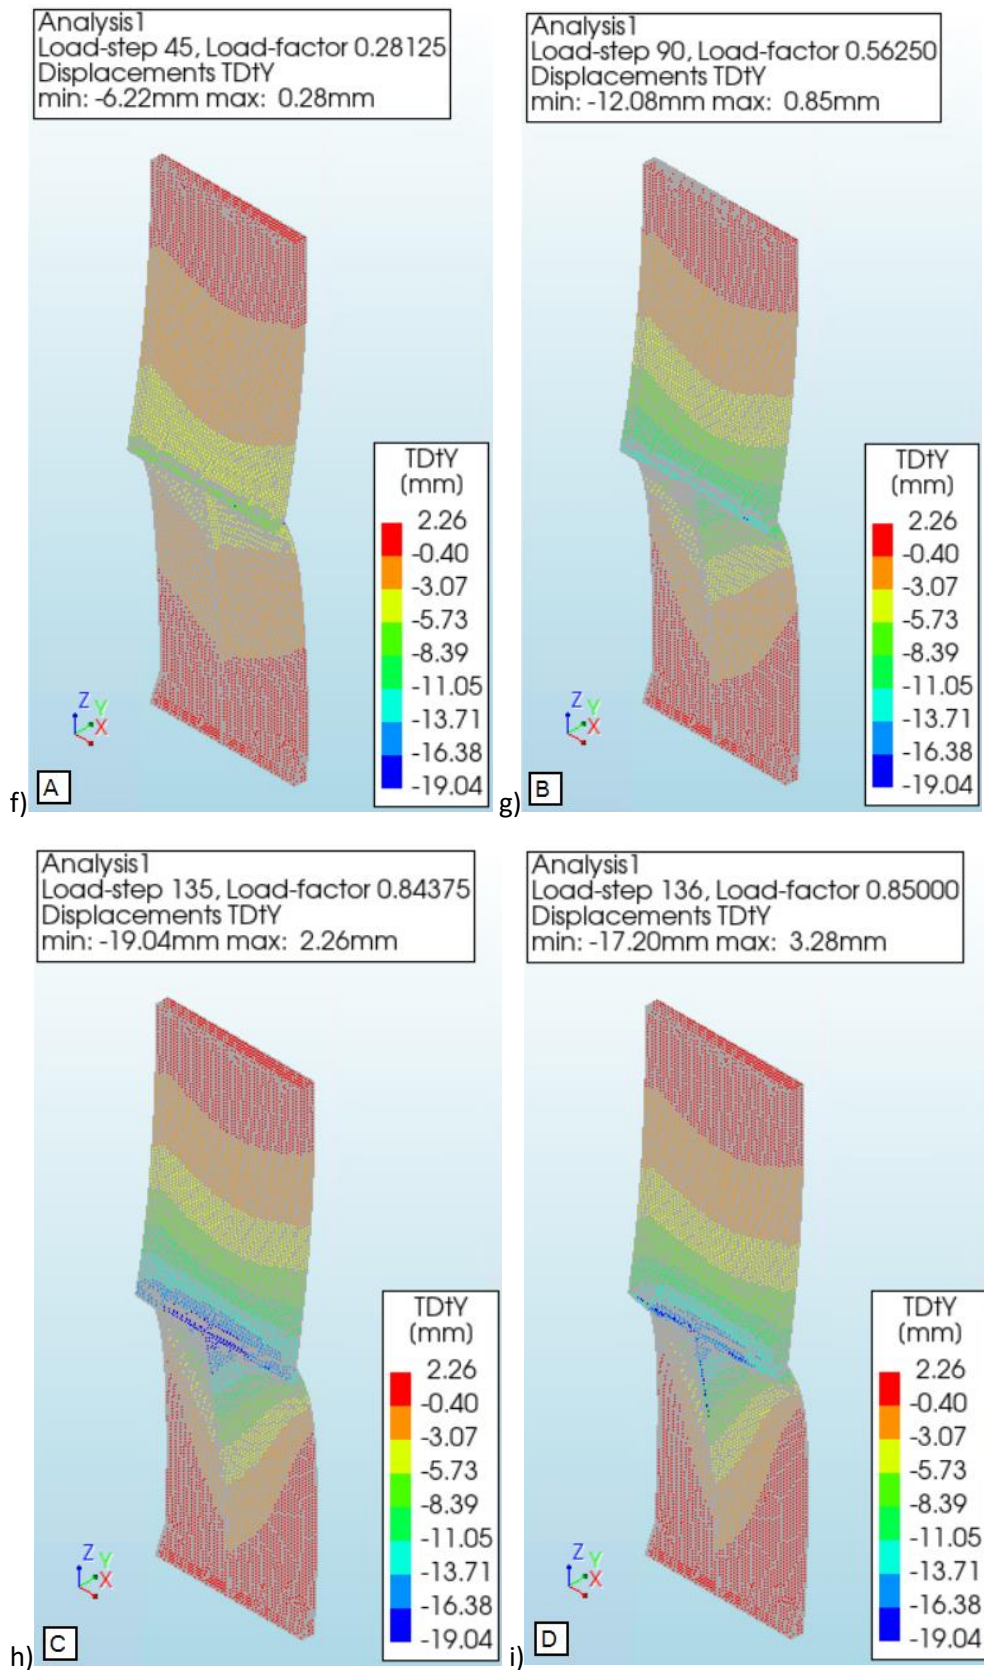 Analysis1
Load-step 45, Load-factor 0.28125
Displacements TDtY
min: -6.22mm max: 0.28mm
TDtY
(mm)
2.26
-0.40
-3.07
-5.73
-8.39
-11.05
-13.71
-16.38
-19.04
Z Y
X
f) A
Analysis1
Load-step 90, Load-factor 0.56250
Displacements TDtY
min: -12.08mm max: 0.85mm
TDtY
(mm)
2.26
-0.40
-3.07
-5.73
-8.39
-11.05
-13.71
-16.38
-19.04
Z Y
X
g) B
Analysis1
Load-step 135, Load-factor 0.84375
Displacements TDtY
min: -19.04mm max: 2.26mm
TDtY
(mm)
2.26
-0.40
-3.07
-5.73
-8.39
-11.05
-13.71
-16.38
-19.04
Z Y
X
h) C
Analysis1
Load-step 136, Load-factor 0.85000
Displacements TDtY
min: -17.20mm max: 3.28mm
TDtY
(mm)
2.26
-0.40
-3.07
-5.73
-8.39
-11.05
-13.71
-16.38
-19.04
Z Y
X
i) D